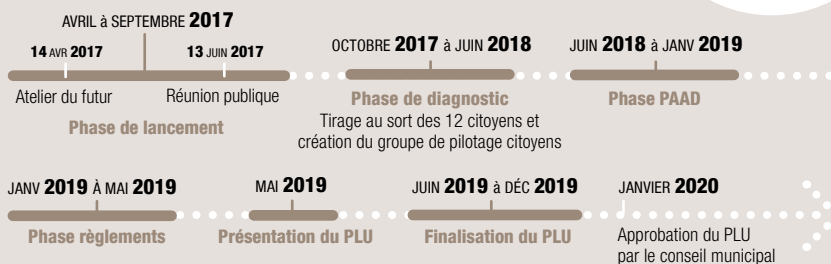 AVRIL à SEPTEMBRE 2017
14 AVR 2017
13 JUIN 2017
Atelier du futur
Réunion publique
Phase de lancement
OCTOBRE 2017 à JUIN 2018
Phase de diagnostic
Tirage au sort des 12 citoyens et
création du groupe de pilotage citoyens
JUIN 2018 à JANV 2019
Phase PAAD
JANV 2019 À MAI 2019
Phase règlements
MAI 2019
Présentation du PLU
JUIN 2019 à DÉC 2019
Finalisation du PLU
JANVIER 2020
Approbation du PLU
par le conseil municipal